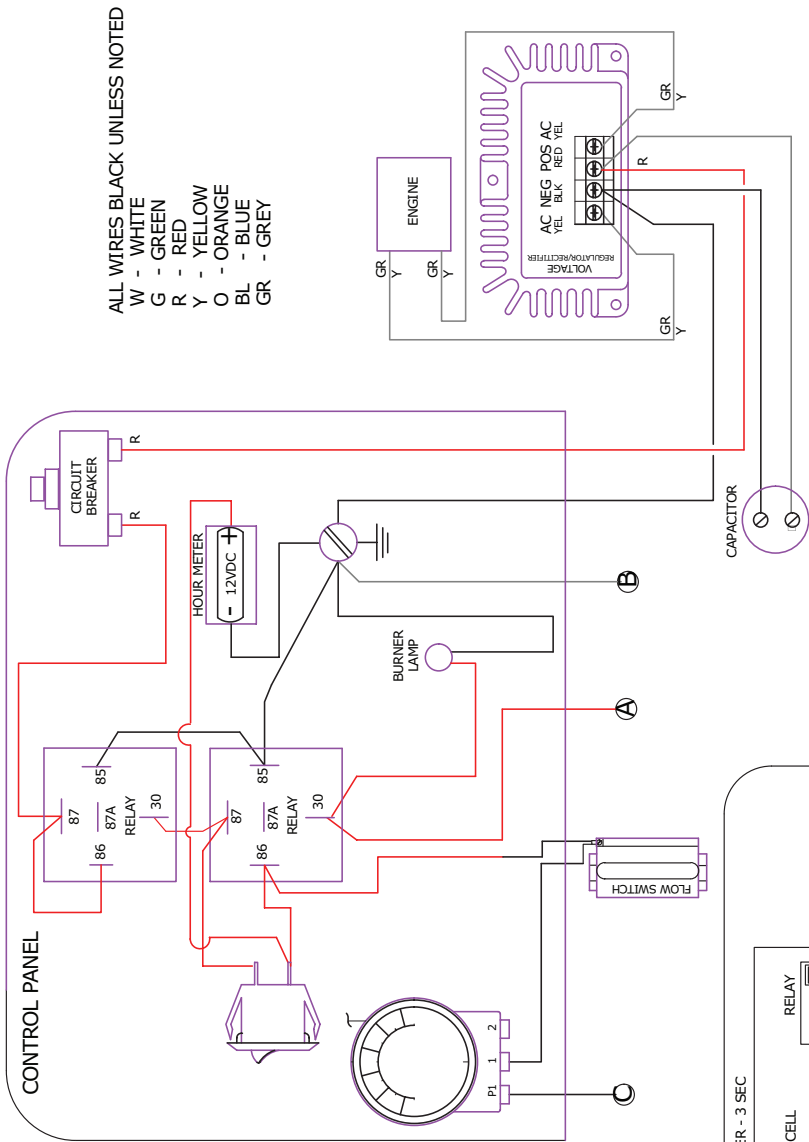 ALL WIRES BLACK UNLESS NOTED
W - WHITE
G - GREEN
R - RED
Y - YELLOW
O - ORANGE
BL - BLUE
GR - GREY
CONTROL PANEL
CIRCUIT
BREAKER
R
R
HOUR METER
- 12VDC +
87
87A
RELAY
86
85
30
87
87A
RELAY
86
85
30
BURNER
LAMP
P1 1 2
FLOW SWITCH
A
B
C
ENGINE
GR
Y
GR
Y
GR
Y
GR
Y
VOLTAGE
REGULATOR/RECTIFIER
AC NEG POS AC
YEL BLK RED YEL
R
CAPACITOR
ER - 3 SEC
CELL
RELAY